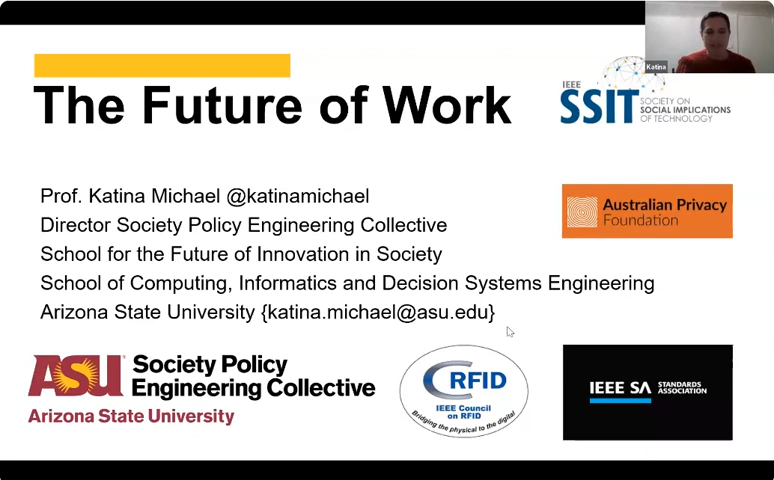 Katina
The Future of Work
IEEE
SSIT
SOCIETY ON
SOCIAL IMPLICATIONS
OF TECHNOLOGY
Prof. Katina Michael @katinamichael
Director Society Policy Engineering Collective
School for the Future of Innovation in Society
School of Computing, Informatics and Decision Systems Engineering
Arizona State University {katina.michael@asu.edu}
Australian Privacy
Foundation
ASU Society Policy
Engineering Collective
Arizona State University
CRFID
IEEE Council
on RFID
Bridging the physical to the digital
IEEE SA STANDARDS
ASSOCIATION